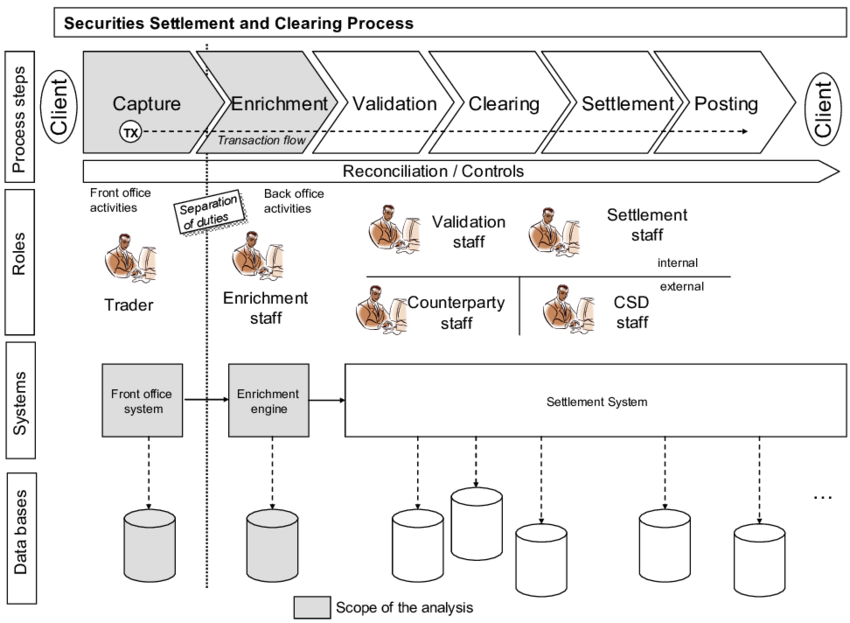 Securities Settlement and Clearing Process
Process steps
Client
Capture
Enrichment
Validation
Clearing
Settlement
Posting
Client
TX
Transaction flow
Reconciliation / Controls
Roles
Front office
activities
Separation
of duties
Back office
activities
Trader
Enrichment
staff
Validation
staff
Settlement
staff
internal
external
Counterparty
staff
CSD
staff
Systems
Front office
system
Enrichment
engine
Settlement System
Data bases
...
Scope of the analysis